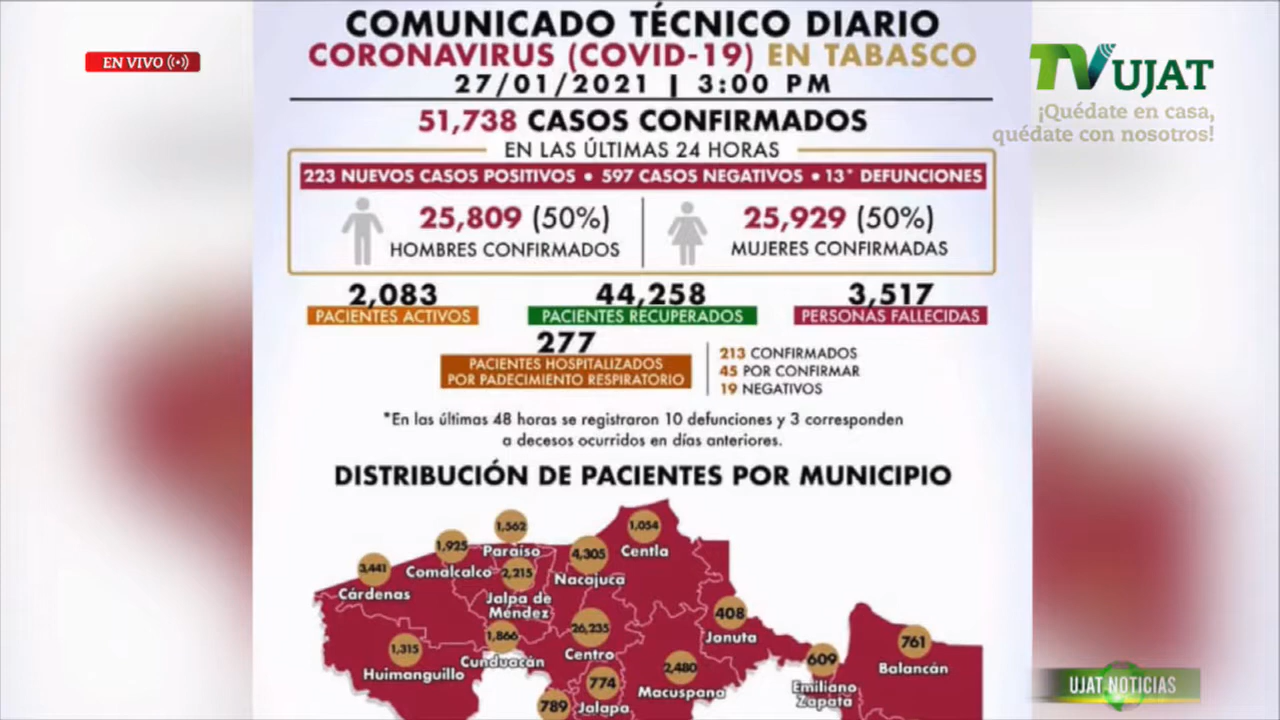 COMUNICADO TÉCNICO DIARIO
CORONAVIRUS (COVID-19) EN TABASCO
27/01/2021 | 3:00 PM
EN VIVO
TVUJAT
¡Quédate en casa,
quédate con nosotros!
51,738 CASOS CONFIRMADOS
EN LAS ÚLTIMAS 24 HORAS
223 NUEVOS CASOS POSITIVOS • 597 CASOS NEGATIVOS • 13* DEFUNCIONES
25,809 (50%)
HOMBRES CONFIRMADOS
25,929 (50%)
MUJERES CONFIRMADAS
2,083
PACIENTES ACTIVOS
44,258
PACIENTES RECUPERADOS
3,517
PERSONAS FALLECIDAS
277
PACIENTES HOSPITALIZADOS
POR PADECIMIENTO RESPIRATORIO
213 CONFIRMADOS
45 POR CONFIRMAR
19 NEGATIVOS
*En las últimas 48 horas se registraron 10 defunciones y 3 corresponden
a decesos ocurridos en días anteriores.
DISTRIBUCIÓN DE PACIENTES POR MUNICIPIO
1,562
Paraíso
1,054
Centla
1,925
Comalcalco
4,305
Nacajuca
3,441
Cárdenas
2,215
Jalpa de
Méndez
408
Jonuta
26,235
Centro
1,866
Cunduacán
1,315
Huimanguillo
761
Balancán
609
Emiliano
Zapata
2,480
Macuspana
774
Jalapa
789
UJAT NOTICIAS